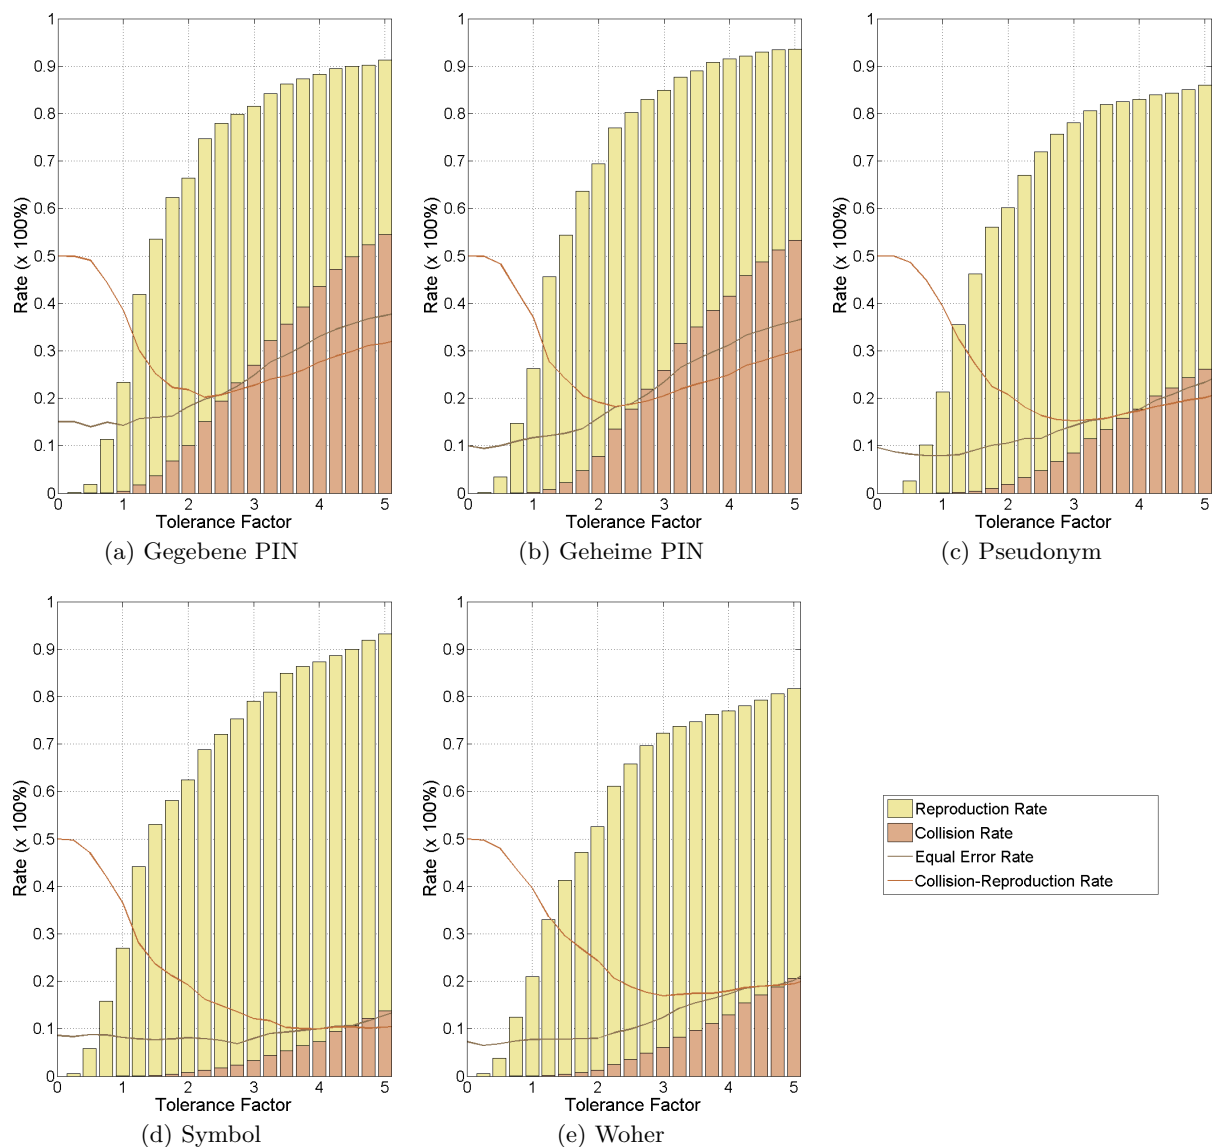 1
0.9
0.8
0.7
0.6
0.5
0.4
0.3
0.2
0.1
0
Rate (x 100%)
0 1 2 3 4 5
Tolerance Factor
(a) Gegebene PIN
1
0.9
0.8
0.7
0.6
0.5
0.4
0.3
0.2
0.1
0
Rate (x 100%)
0 1 2 3 4 5
Tolerance Factor
(b) Geheime PIN
1
0.9
0.8
0.7
0.6
0.5
0.4
0.3
0.2
0.1
0
Rate (x 100%)
0 1 2 3 4 5
Tolerance Factor
(c) Pseudonym
1
0.9
0.8
0.7
0.6
0.5
0.4
0.3
0.2
0.1
0
Rate (x 100%)
0 1 2 3 4 5
Tolerance Factor
(d) Symbol
1
0.9
0.8
0.7
0.6
0.5
0.4
0.3
0.2
0.1
0
Rate (x 100%)
0 1 2 3 4 5
Tolerance Factor
(e) Woher
Reproduction Rate
Collision Rate
Equal Error Rate
Collision-Reproduction Rate